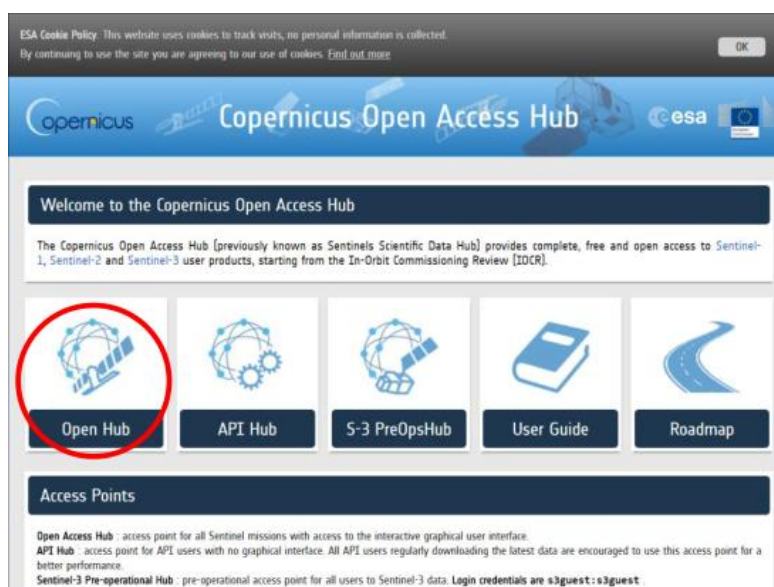 ESA Cookie Policy This website uses cookies to track visits, no personal information is collected.
By continuing to use the site you are agreeing to our use of cookies. Find out more
OK
opernicus
Copernicus Open Access Hub
esa
Welcome to the Copernicus Open Access Hub
The Copernicus Open Access Hub (previously known as Sentinels Scientific Data Hub) provides complete, free and open access to Sentinel-
1, Sentinel-2 and Sentinel-3 user products, starting from the In-Orbit Commissioning Review [IOCR].
Open Hub
API Hub
S-3 PreOpsHub
User Guide
Roadmap
Access Points
Open Access Hub : access point for all Sentinel missions with access to the interactive graphical user interface.
API Hub : access point for API users with no graphical interface. All API users regularly downloading the latest data are encouraged to use this access point for a
better performance.
Sentinel-3 Pre-operational Hub : pre-operational access point for all users to Sentinel-3 data. Login credentials are s3guest:s3guest